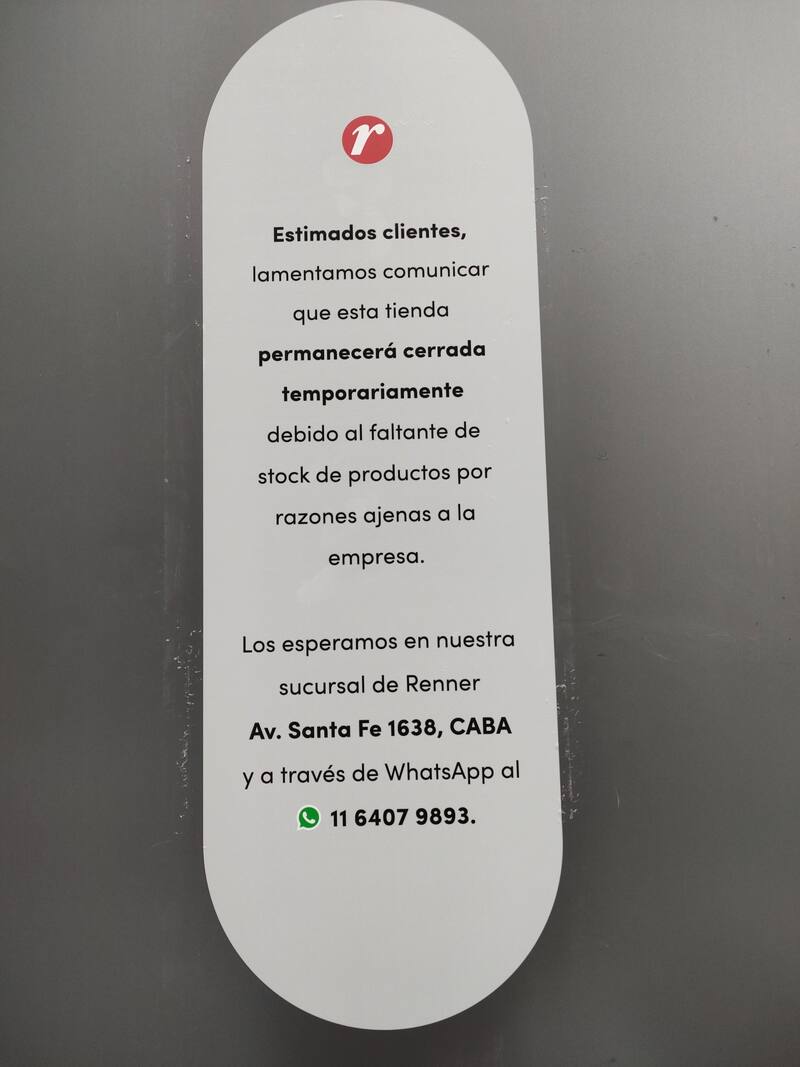 r
Estimados clientes,
lamentamos comunicar
que esta tienda
permanecerá cerrada
temporariamente
debido al faltante de
stock de productos por
razones ajenas a la
empresa.
Los esperamos en nuestra
sucursal de Renner
Av. Santa Fe 1638, CABA
y a través de WhatsApp al
11 6407 9893.